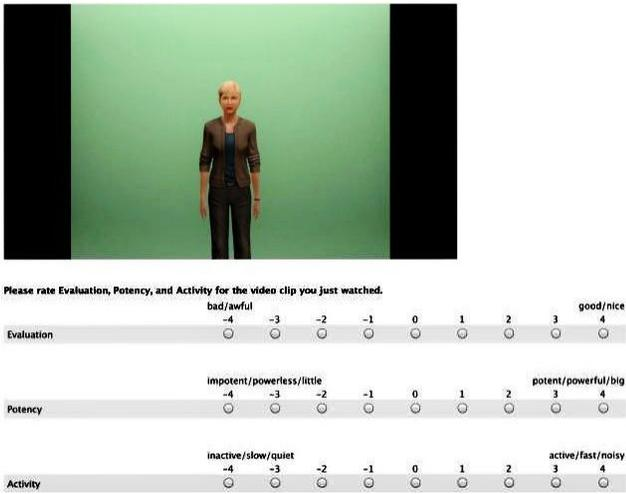 Please rate Evaluation, Potency, and Activity for the video clip you just watched.
bad/awful good/nice
-4 -3 -2 -1 0 1 2 3 4
Evaluation
impotent/powerless/little potent/powerful/big
-4 -3 -2 -1 0 1 2 3 4
Potency
inactive/slow/quiet active/fast/noisy
-4 -3 -2 -1 0 1 2 3 4
Activity